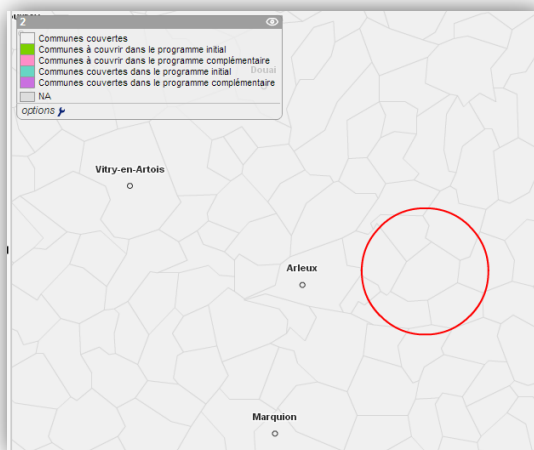 2
Communes couvertes
Communes à couvrir dans le programme initial
Communes à couvrir dans le programme complémentaire
Communes couvertes dans le programme initial
Communes couvertes dans le programme complémentaire
NA
options
Douai
Vitry-en-Artois
Arleux
Marquion